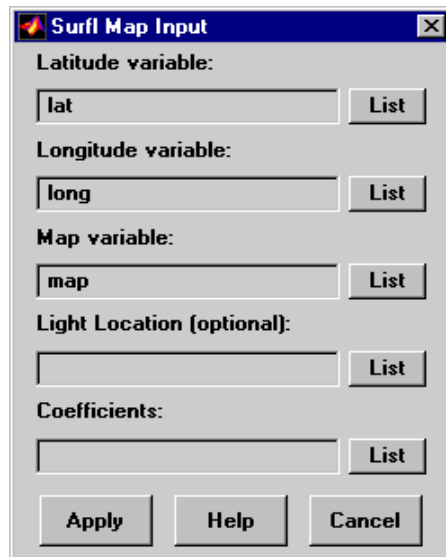 Surfl Map Input
Latitude variable:
lat List
Longitude variable:
long List
Map variable:
map List
Light Location (optional):
List
Coefficients:
List
Apply Help Cancel